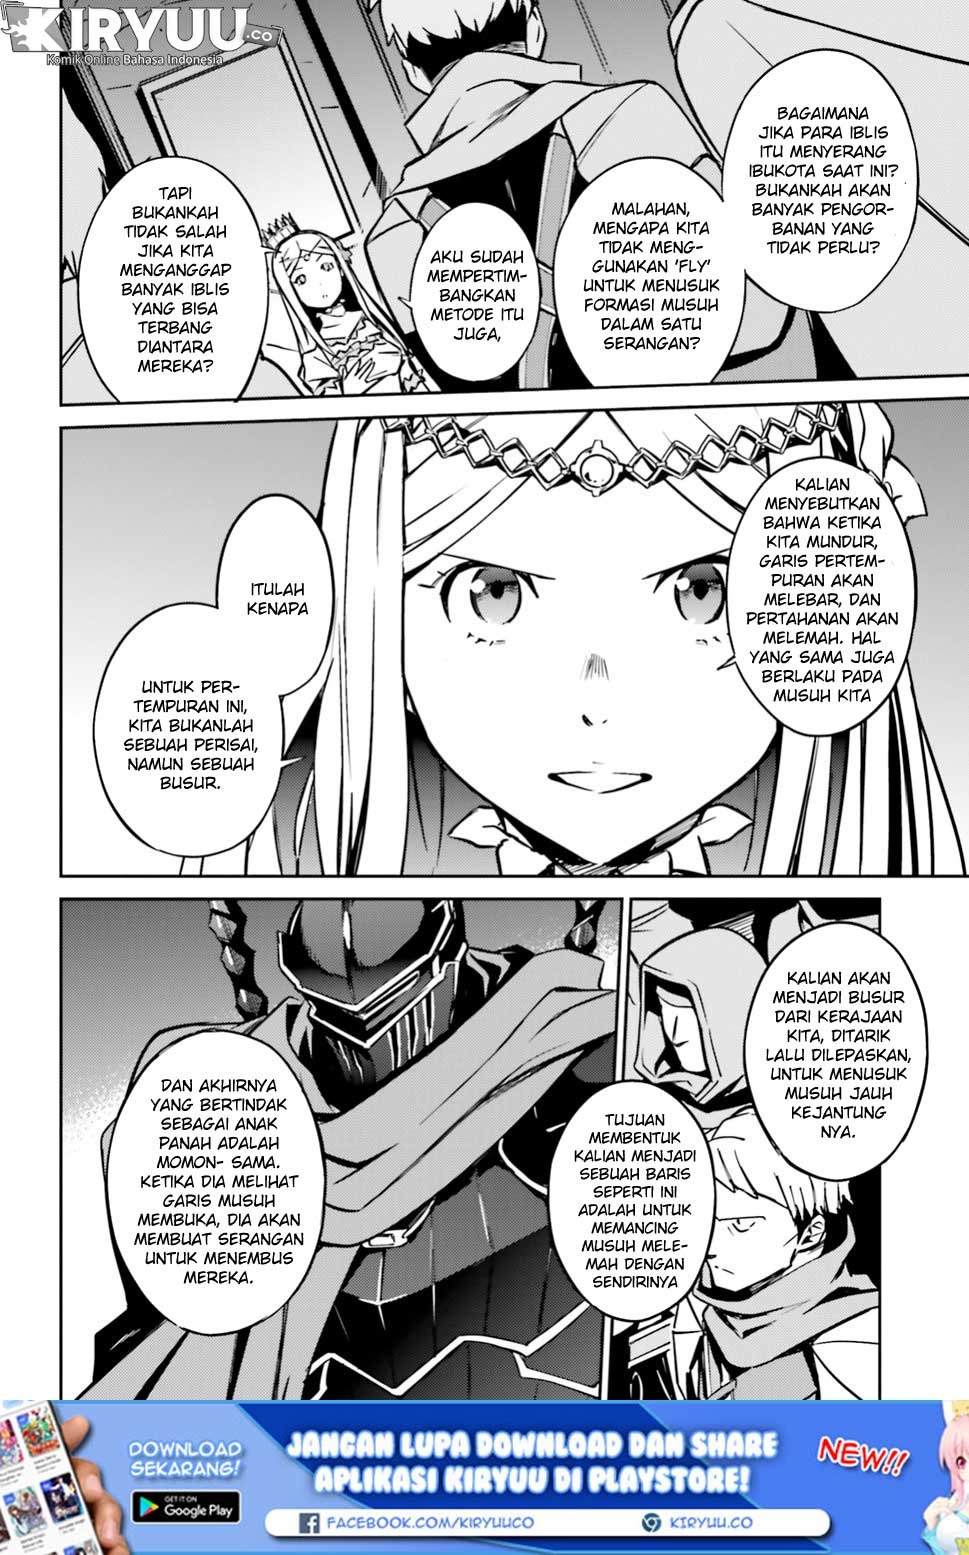 KIRYUU.CO
Komik Online Bahasa Indonesia
BAGAIMANA
JIKA PARA IBLIS
ITU MENYERANG
IBUKOTA SAAT INI?
BUKANKAH AKAN
BANYAK PENGOR-
BANAN YANG
TIDAK PERLU?
MALAHAN,
MENGAPA KITA
TIDAK MENG-
GUNAKAN 'FLY'
UNTUK MENUSUK
FORMASI MUSUH
DALAM SATU
SERANGAN?
AKU SUDAH
MEMPERTIM-
BANGKAN
METODE ITU
JUGA,
TAPI
BUKANKAH
TIDAK SALAH
JIKA KITA
MENGANGGAP
BANYAK IBLIS
YANG BISA
TERBANG
DIANTARA
MEREKA?
KALIAN
MENYEBUTKAN
BAHWA KETIKA
KITA MUNDUR,
GARIS PERTEM-
PURAN AKAN
MELEBAR, DAN
PERTAHANAN AKAN
MELEMAH. HAL
YANG SAMA JUGA
BERLAKU PADA
MUSUH KITA
ITULAH
KENAPA
UNTUK PER-
TEMPURAN INI,
KITA BUKANLAH
SEBUAH PERISAI,
NAMUN SEBUAH
BUSUR.
KALIAN AKAN
MENJADI BUSUR
DARI KERAJAAN
KITA, DITARIK
LALU DILEPASKAN,
UNTUK MENUSUK
MUSUH JAUH
KEJANTUNG
NYA.
TUJUAN
MEMBENTUK
KALIAN MENJADI
SEBUAH BARIS
SEPERTI INI
ADALAH UNTUK
MEMANCING
MUSUH MELE-
MAH DENGAN
SENDIRINYA
DAN AKHIRNYA
YANG BERTINDAK
SEBAGAI ANAK
PANAH ADALAH
MOMON- SAMA.
KETIKA DIA MELIHAT
GARIS MUSUH
MEMBUKA, DIA AKAN
MEMBUAT SERANGAN
UNTUK MENEMBUS
MEREKA.
DOWNLOAD
SEKARANG!
GET IT ON
Google Play
JANGAN LUPA DOWNLOAD DAN SHARE
APLIKASI KIRYUU DI PLAYSTORE!
FACEBOOK.COM/KIRYUUCO
KIRYUU.CO
NEW!!